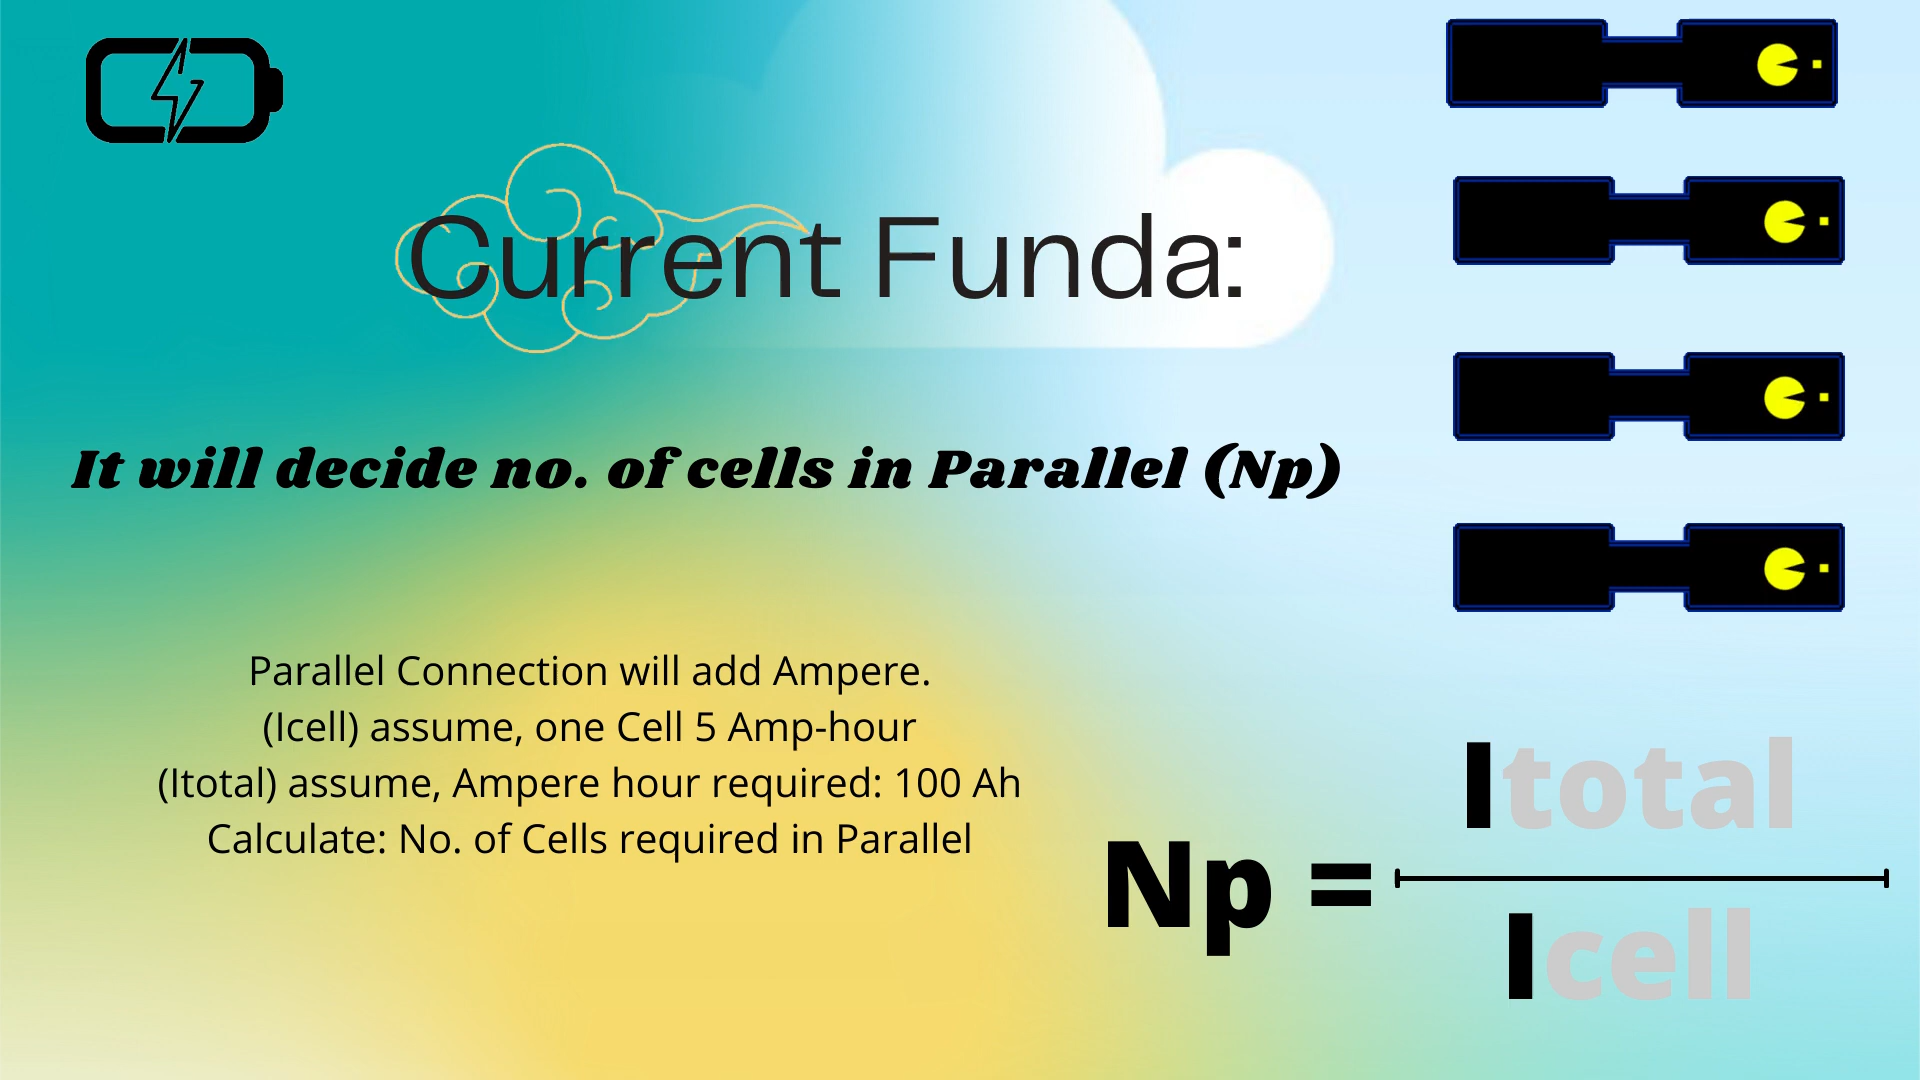 Current Funda:
It will decide no. of cells in Parallel (Np)
Parallel Connection will add Ampere.
(Icell) assume, one Cell 5 Amp-hour
(Itotal) assume, Ampere hour required: 100 Ah
Calculate: No. of Cells required in Parallel
Itotal
Np =
Icell